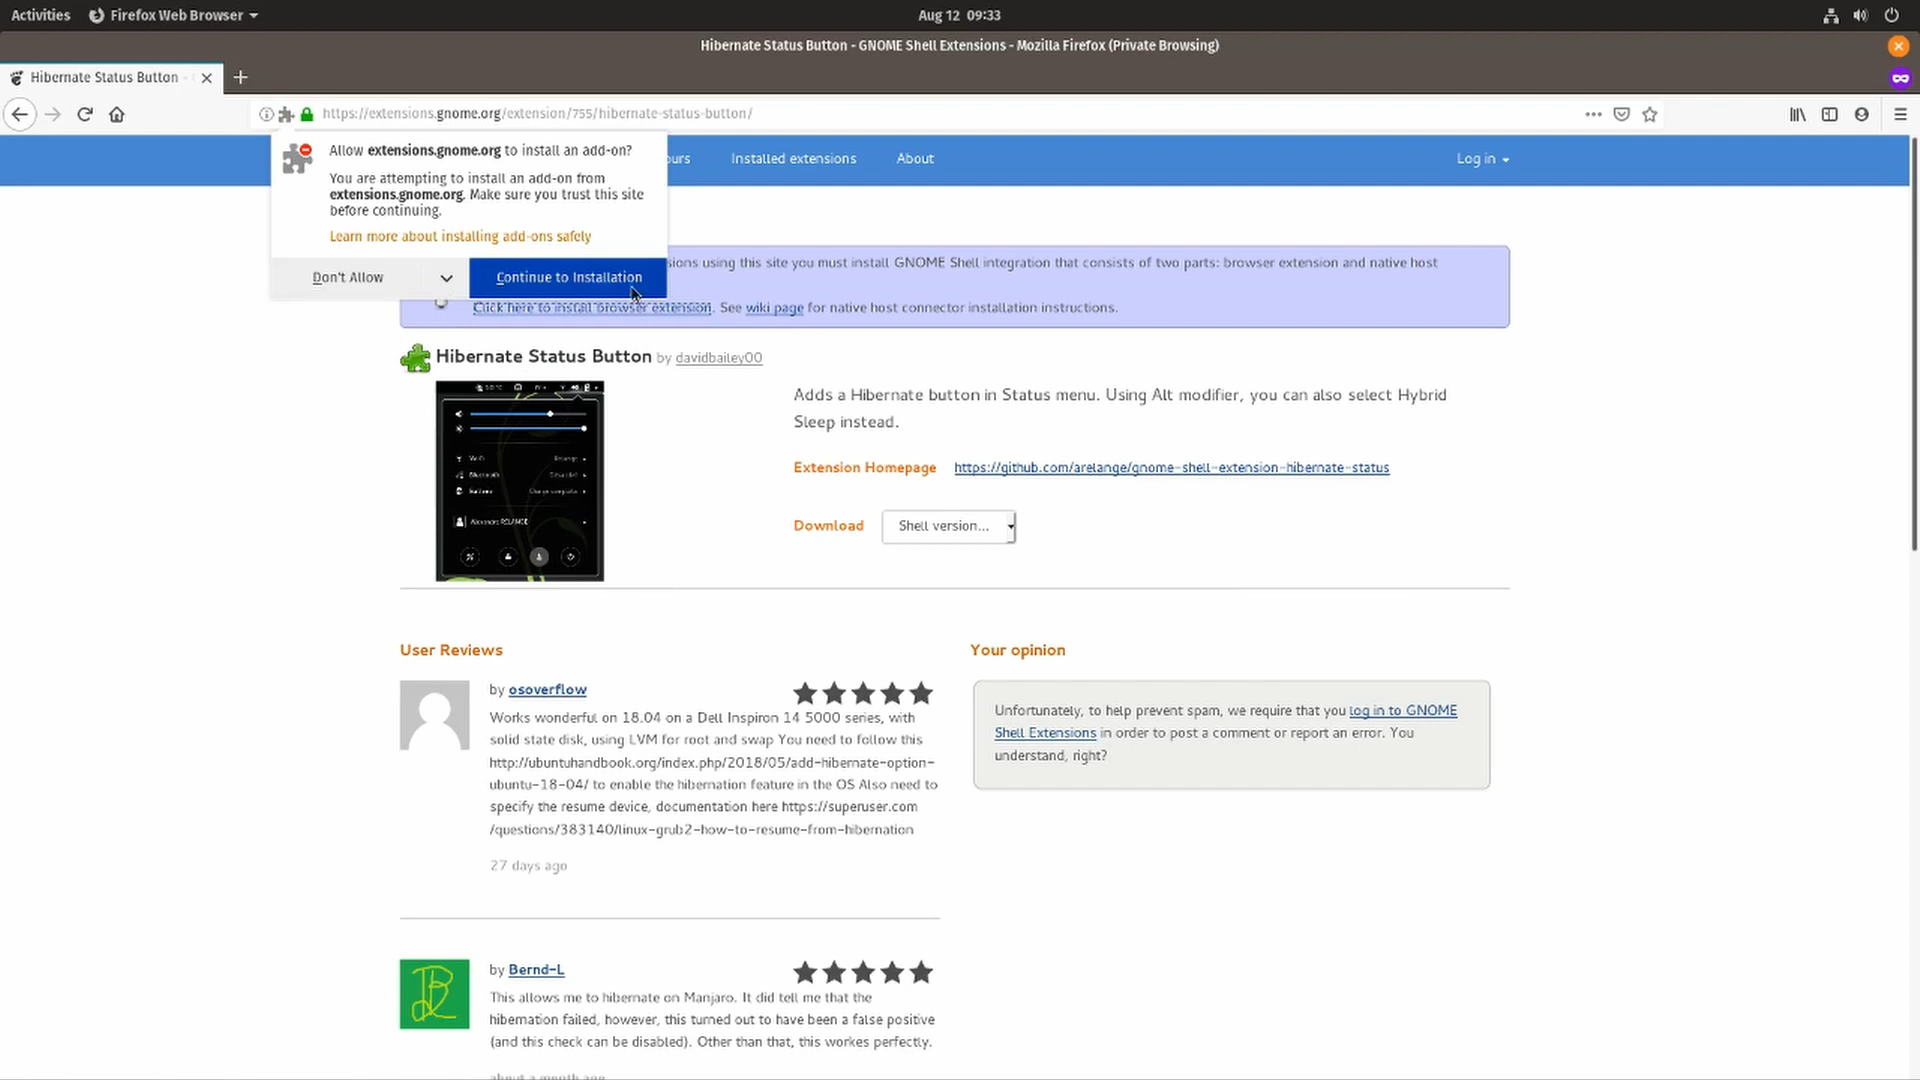 Activities
Firefox Web Browser
Aug 12 09:33
Hibernate Status Button - GNOME Shell Extensions - Mozilla Firefox (Private Browsing)
Hibernate Status Button -
https://extensions.gnome.org/extension/755/hibernate-status-button/
Allow extensions.gnome.org to install an add-on?
You are attempting to install an add-on from
extensions.gnome.org. Make sure you trust this site
before continuing.
Learn more about installing add-ons safely
Don't Allow
Continue to Installation
ours
Installed extensions
About
Log in
sions using this site you must install GNOME Shell integration that consists of two parts: browser extension and native host
Click here to install browser extension. See wiki page for native host connector installation instructions.
Hibernate Status Button by davidbailey00
Adds a Hibernate button in Status menu. Using Alt modifier, you can also select Hybrid
Sleep instead.
Extension Homepage https://github.com/arelange/gnome-shell-extension-hibernate-status
Download Shell version...
User Reviews
by osoverflow
Works wonderful on 18.04 on a Dell Inspiron 14 5000 series, with
solid state disk, using LVM for root and swap You need to follow this
http://ubuntuhandbook.org/index.php/2018/05/add-hibernate-option-
ubuntu-18-04/ to enable the hibernation feature in the OS Also need to
specify the resume device, documentation here https://superuser.com
/questions/383140/linux-grub2-how-to-resume-from-hibernation
27 days ago
by Bernd-L
This allows me to hibernate on Manjaro. It did tell me that the
hibernation failed, however, this turned out to have been a false positive
(and this check can be disabled). Other than that, this workes perfectly.
about a month ago
Your opinion
Unfortunately, to help prevent spam, we require that you log in to GNOME
Shell Extensions in order to post a comment or report an error. You
understand, right?